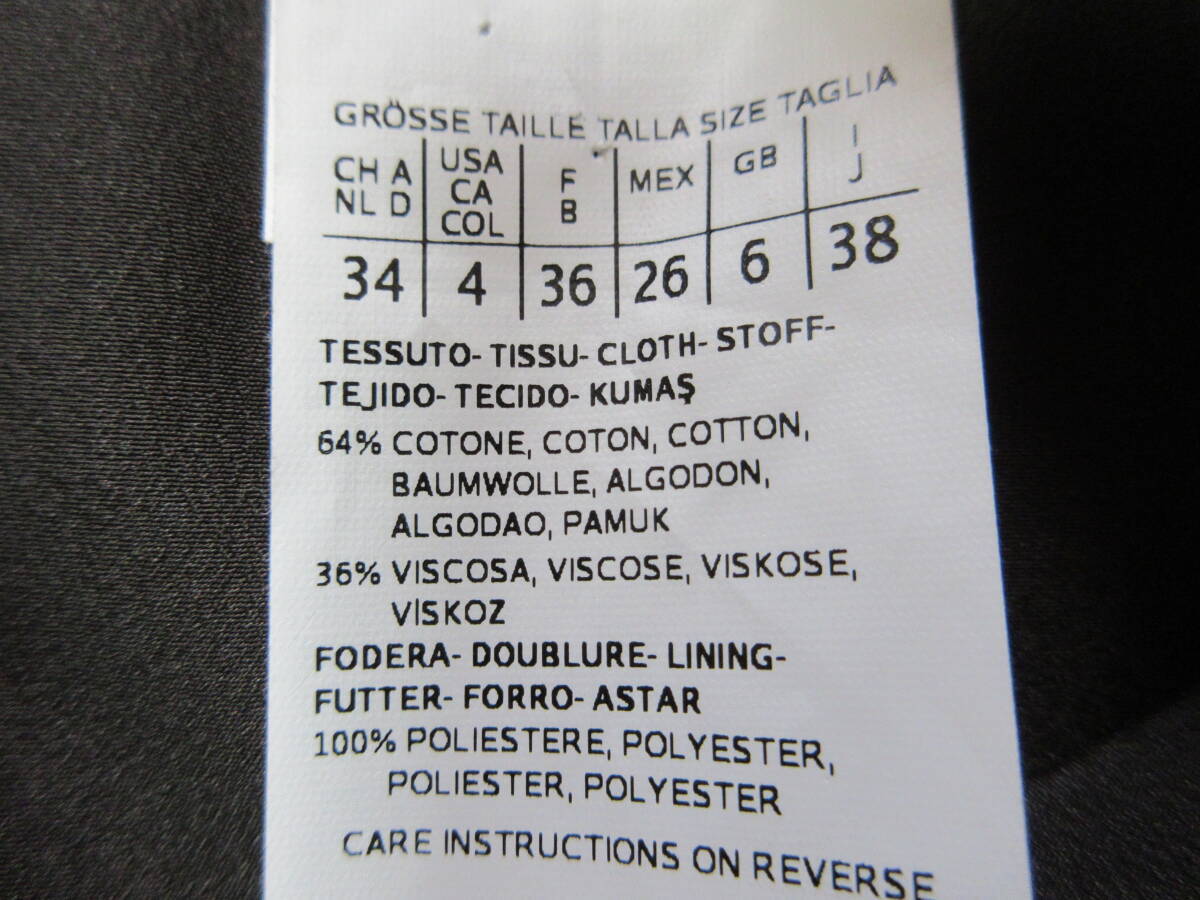 GRÖSSE TAILLE TALLA SIZE TAGLIA
CH A NL D | USA CA COL | F B | MEX | GB | I J
34 | 4 | 36 | 26 | 6 | 38
TESSUTO- TISSU- CLOTH- STOFF-
TEJIDO- TECIDO- KUMAŞ
64% COTONE, COTON, COTTON,
BAUMWOLLE, ALGODON,
ALGODAO, PAMUK
36% VISCOSA, VISCOSE, VISKOSE,
VISKOZ
FODERA- DOUBLURE- LINING-
FUTTER- FORRO- ASTAR
100% POLIESTERE, POLYESTER,
POLIESTER, POLYESTER
CARE INSTRUCTIONS ON REVERSE